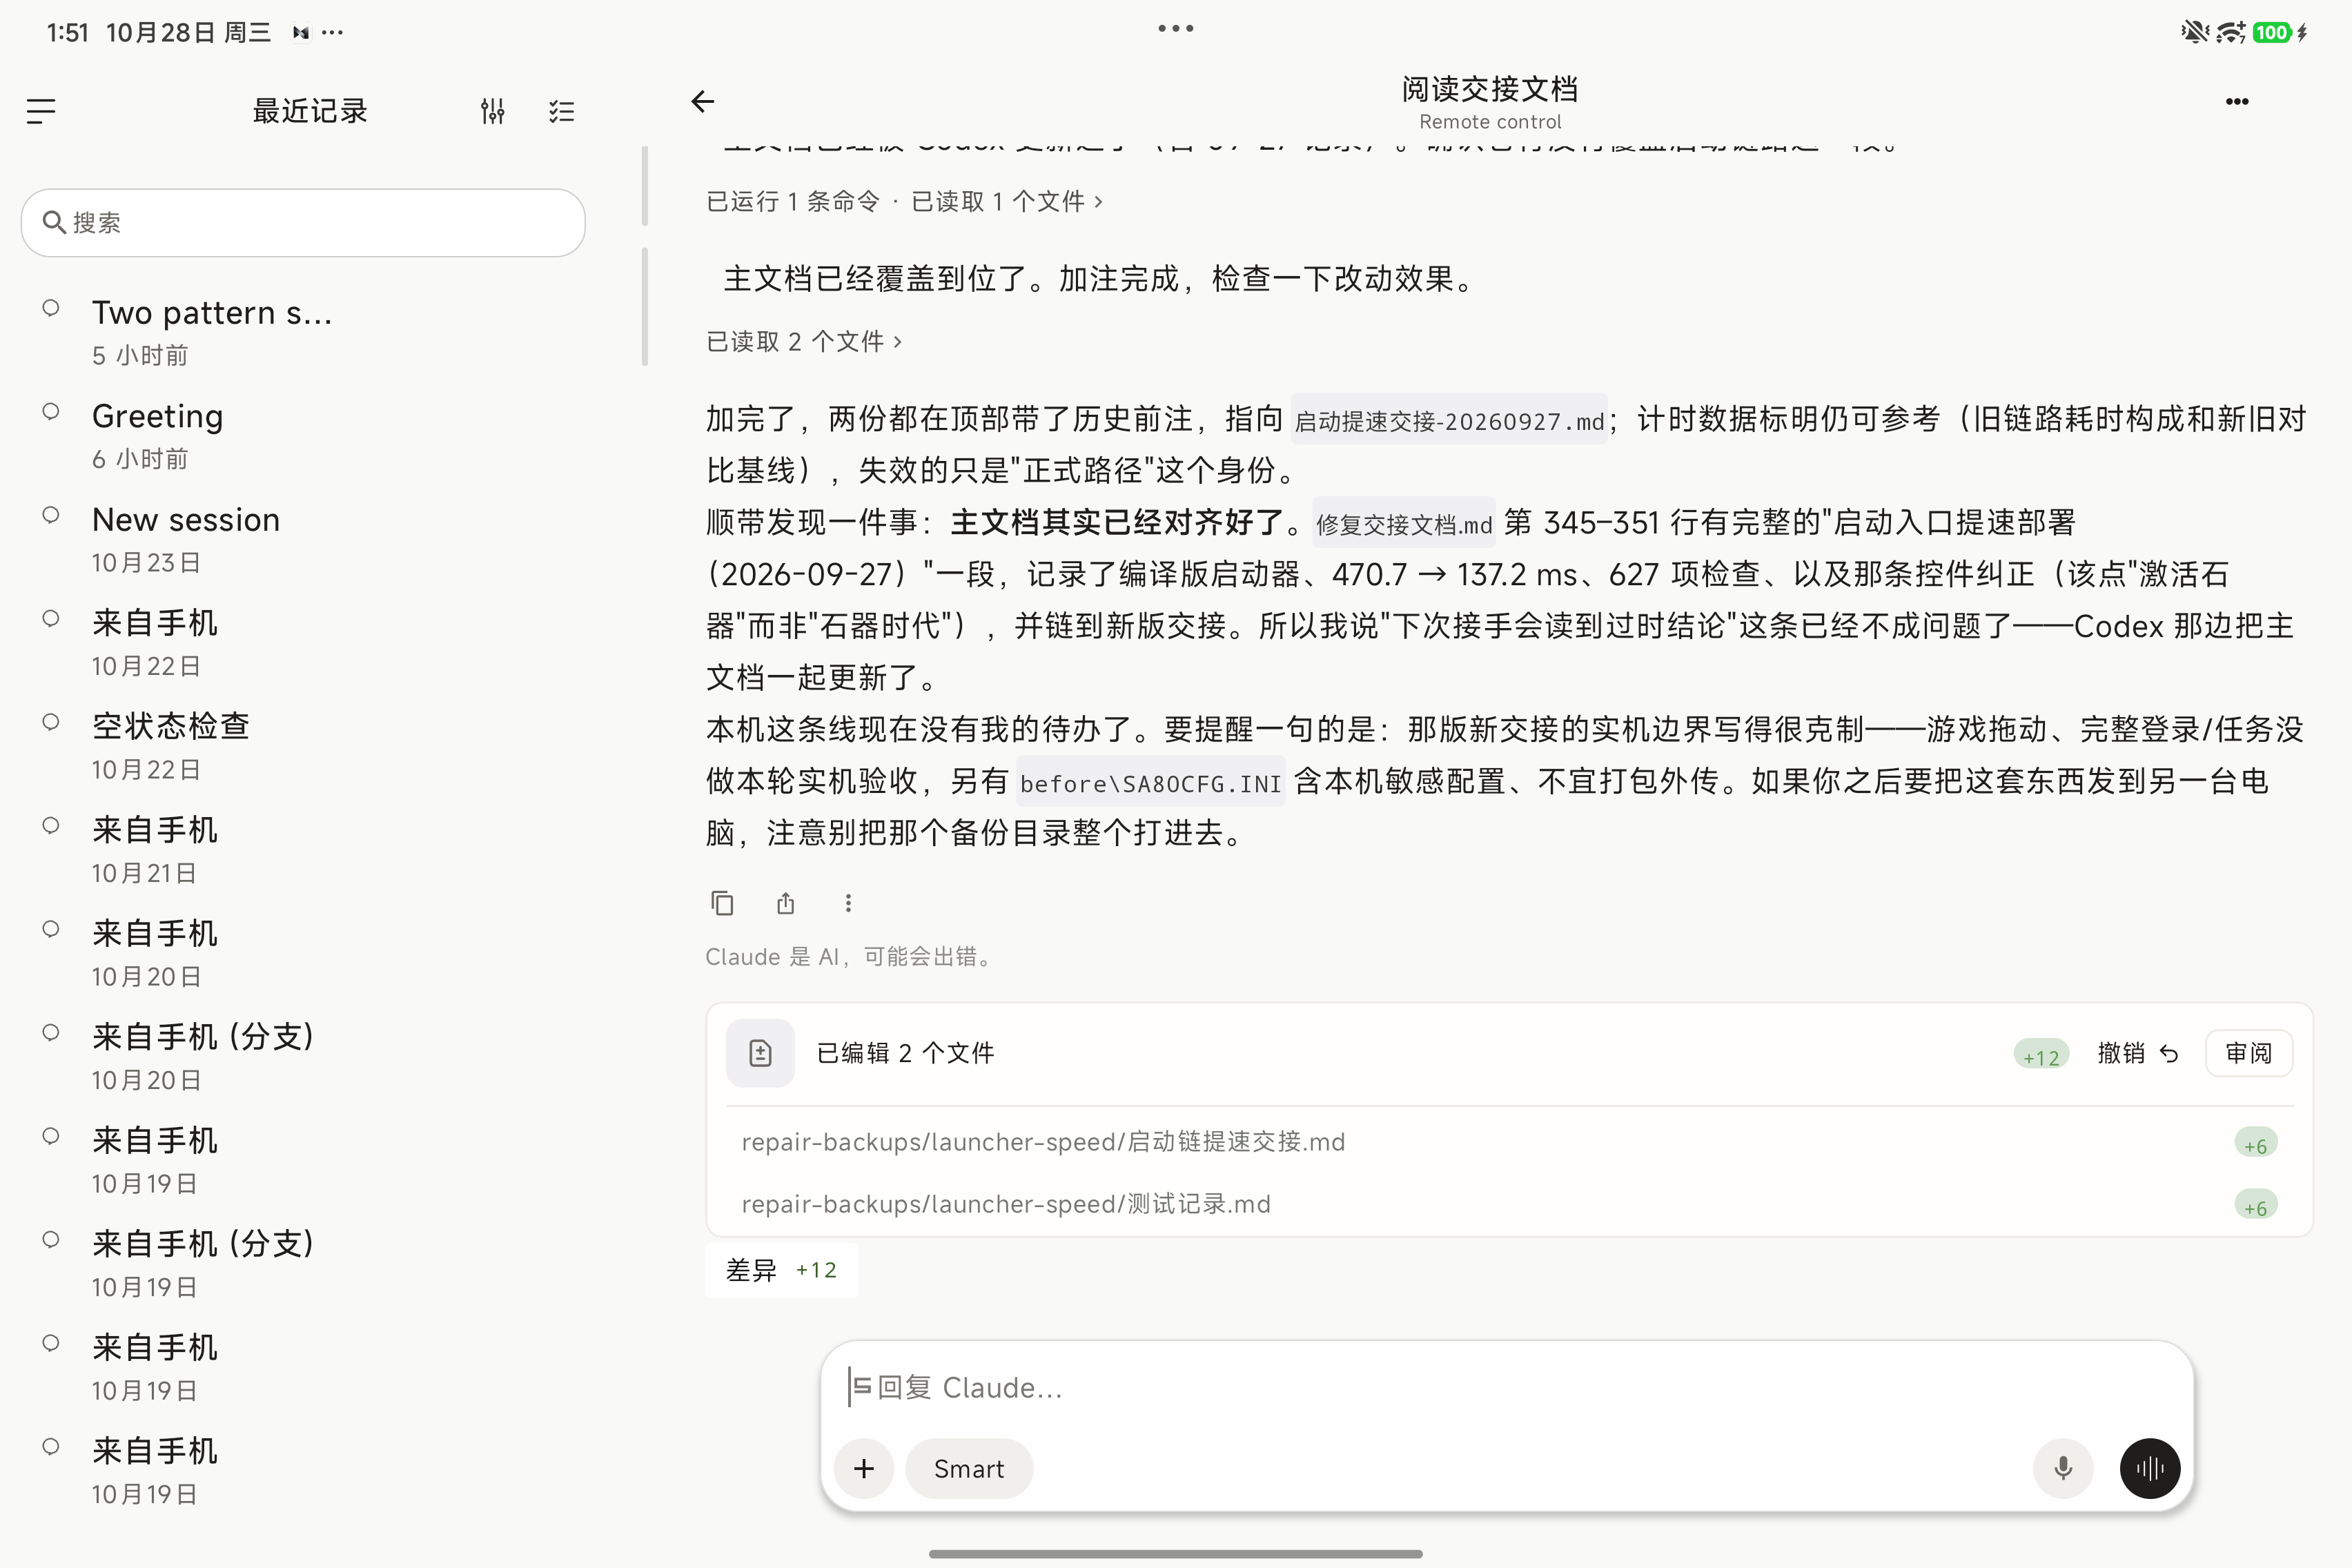 1:51 10月28日 周三
100
最近记录
搜索
Two pattern s...
5 小时前
Greeting
6 小时前
New session
10月23日
来自手机
10月22日
空状态检查
10月22日
来自手机
10月21日
来自手机
10月20日
来自手机 (分支)
10月20日
来自手机
10月19日
来自手机 (分支)
10月19日
来自手机
10月19日
来自手机
10月19日
阅读交接文档
Remote control
已运行 1 条命令 · 已读取 1 个文件
主文档已经覆盖到位了。加注完成，检查一下改动效果。
已读取 2 个文件
加完了，两份都在顶部带了历史前注，指向 启动提速交接-20260927.md；计时数据标明仍可参考（旧链路耗时构成和新旧对
比基线），失效的只是"正式路径"这个身份。
顺带发现一件事：主文档其实已经对齐好了。修复交接文档.md 第 345–351 行有完整的"启动入口提速部署
（2026-09-27）"一段，记录了编译版启动器、470.7 → 137.2 ms、627 项检查、以及那条控件纠正（该点"激活石
器"而非"石器时代"），并链到新版交接。所以我说"下次接手会读到过时结论"这条已经不成问题了——Codex 那边把主
文档一起更新了。
本机这条线现在没有我的待办了。要提醒一句的是：那版新交接的实机边界写得很克制——游戏拖动、完整登录/任务没
做本轮实机验收，另有 before\SA8OCFG.INI 含本机敏感配置、不宜打包外传。如果你之后要把这套东西发到另一台电
脑，注意别把那个备份目录整个打进去。
Claude 是 AI，可能会出错。
已编辑 2 个文件 +12 撤销 审阅
repair-backups/launcher-speed/启动链提速交接.md +6
repair-backups/launcher-speed/测试记录.md +6
差异 +12
回复 Claude...
Smart